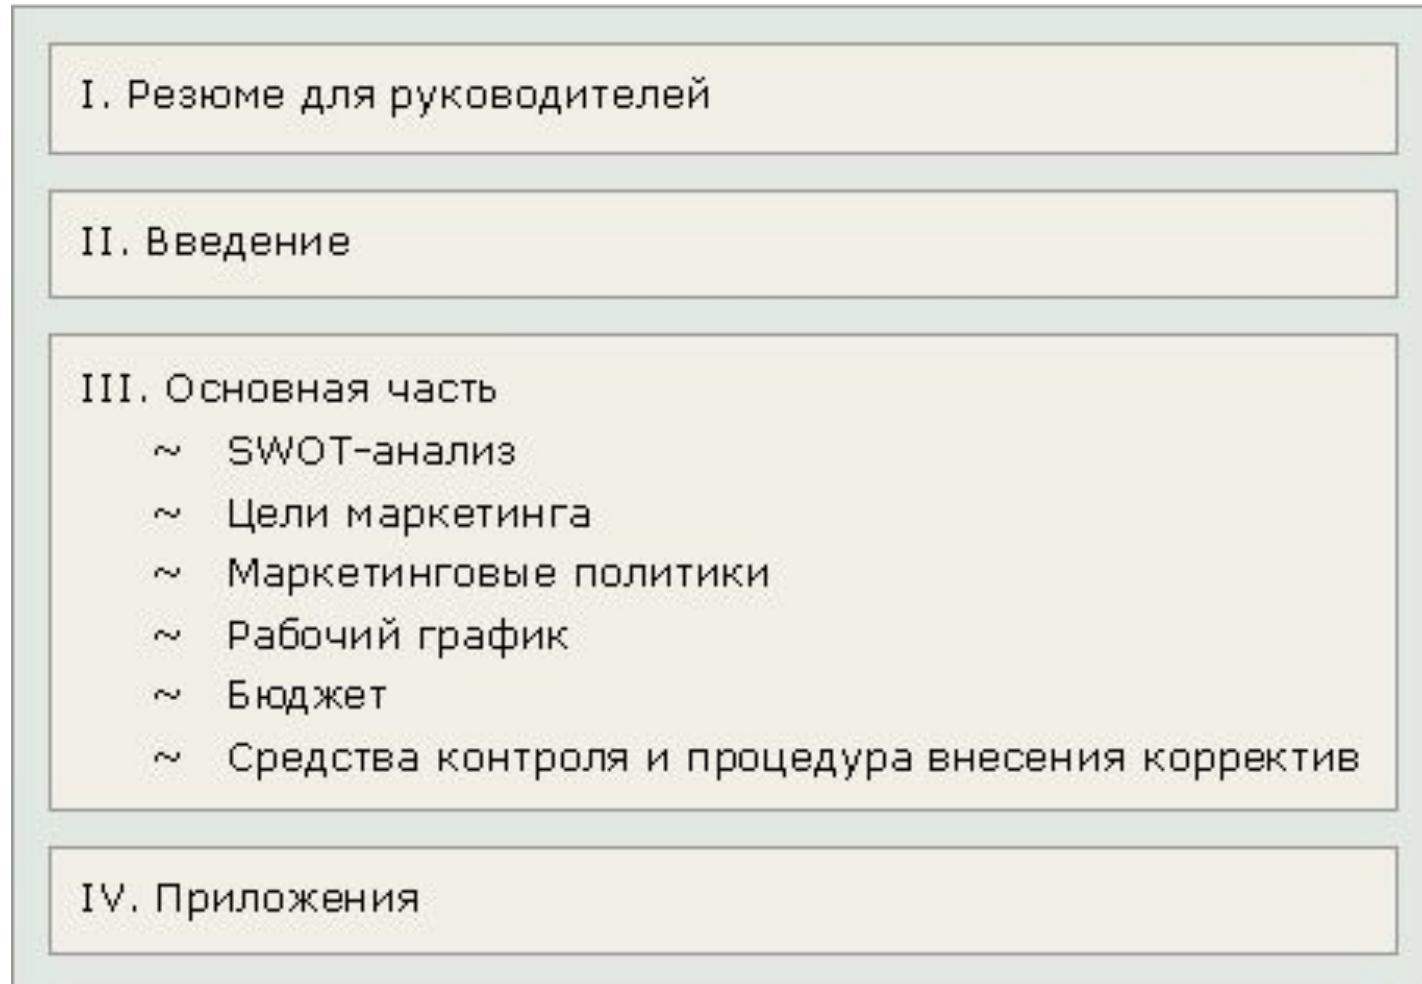 I. Резюме для руководителей
II. Введение
III. Основная часть
~ SWOT-анализ
~ Цели маркетинга
~ Маркетинговые политики
~ Рабочий график
~ Бюджет
~ Средства контроля и процедура внесения корректив
IV. Приложения